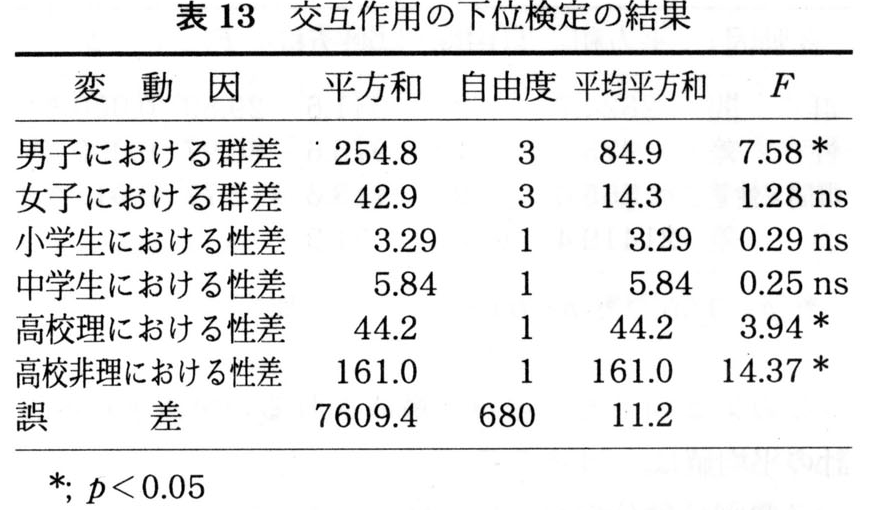 表 13 交互作用の下位検定の結果
変 動 因 平方和 自由度 平均平方和 F
男子における群差 254.8 3 84.9 7.58 *
女子における群差 42.9 3 14.3 1.28 ns
小学生における性差 3.29 1 3.29 0.29 ns
中学生における性差 5.84 1 5.84 0.25 ns
高校理における性差 44.2 1 44.2 3.94 *
高校非理における性差 161.0 1 161.0 14.37 *
誤 差 7609.4 680 11.2
*; p<0.05